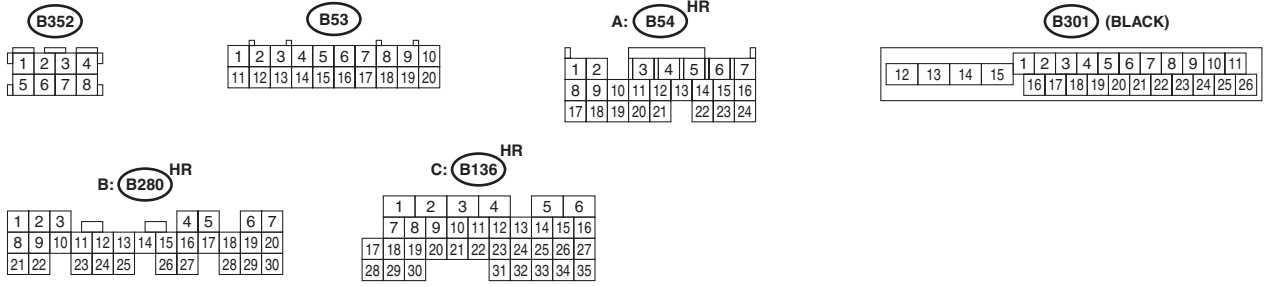 B352
1 2 3 4
5 6 7 8
B53
1 2 3 4 5 6 7 8 9 10
11 12 13 14 15 16 17 18 19 20
A: B54 HR
1 2 3 4 5 6 7
8 9 10 11 12 13 14 15 16
17 18 19 20 21 22 23 24
B301 (BLACK)
12 13 14 15 1 2 3 4 5 6 7 8 9 10 11
16 17 18 19 20 21 22 23 24 25 26
B: B280 HR
1 2 3 4 5 6 7
8 9 10 11 12 13 14 15 16 17 18 19 20
21 22 23 24 25 26 27 28 29 30
C: B136 HR
1 2 3 4 5 6
7 8 9 10 11 12 13 14 15 16
17 18 19 20 21 22 23 24 25 26 27
28 29 30 31 32 33 34 35